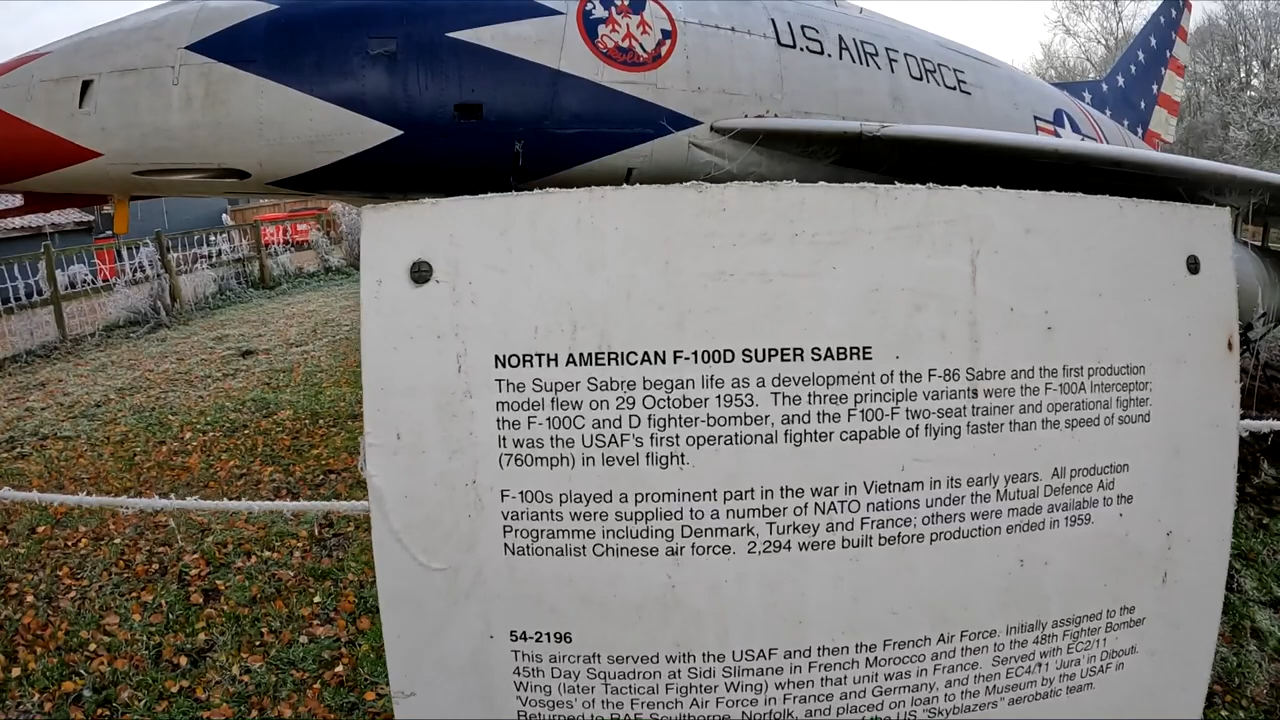 Skyblazers
U.S. AIR FORCE
NORTH AMERICAN F-100D SUPER SABRE
The Super Sabre began life as a development of the F-86 Sabre and the first production
model flew on 29 October 1953. The three principle variants were the F-100A Interceptor;
the F-100C and D fighter-bomber, and the F100-F two-seat trainer and operational fighter.
It was the USAF's first operational fighter capable of flying faster than the speed of sound
(760mph) in level flight.
F-100s played a prominent part in the war in Vietnam in its early years. All production
variants were supplied to a number of NATO nations under the Mutual Defence Aid
Programme including Denmark, Turkey and France; others were made available to the
Nationalist Chinese air force. 2,294 were built before production ended in 1959.
54-2196
This aircraft served with the USAF and then the French Air Force. Initially assigned to the
45th Day Squadron at Sidi Slimane in French Morocco and then to the 48th Fighter Bomber
Wing (later Tactical Fighter Wing) when that unit was in France. Served with EC2/11
'Vosges' of the French Air Force in France and Germany, and then EC4/11 'Jura' in Dibouti.
Returned to RAF Sculthorpe, Norfolk, and placed on loan to the Museum by the USAF in
of the US "Skyblazers" aerobatic team.